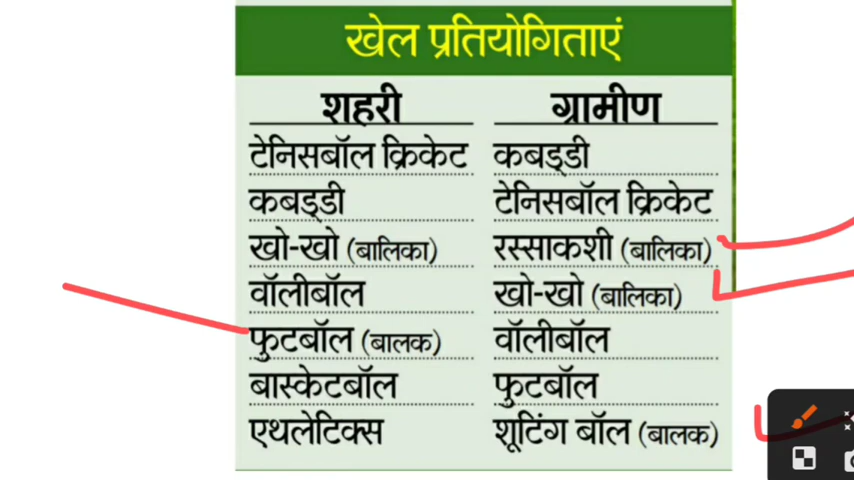 खेल प्रतियोगिताएं
शहरी ग्रामीण
टेनिसबॉल क्रिकेट कबड्डी
कबड्डी टेनिसबॉल क्रिकेट
खो-खो (बालिका) रस्साकशी (बालिका)
वॉलीबॉल खो-खो (बालिका)
फुटबॉल (बालक) वॉलीबॉल
बास्केटबॉल फुटबॉल
एथलेटिक्स शूटिंग बॉल (बालक)